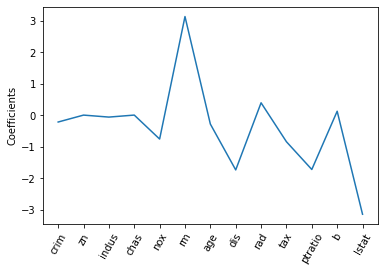 3
2
1
0
−1
−2
−3
Coefficients
crim
zn
indus
chas
nox
rm
age
dis
rad
tax
ptratio
b
lstat